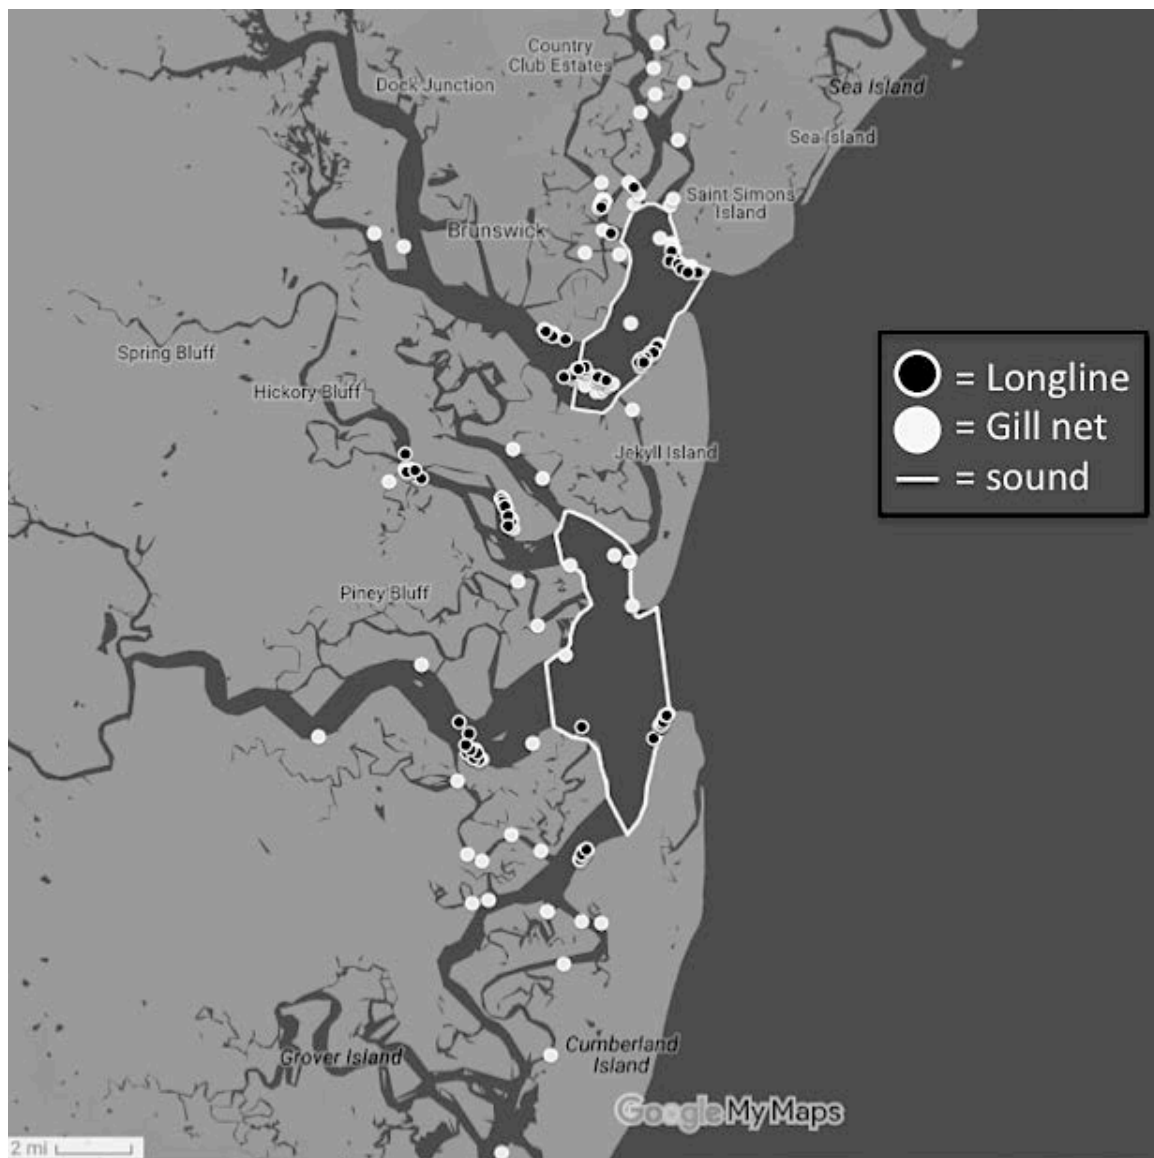 Country
Club Estates
Dock Junction
Sea Island
Sea Island
Saint Simons
Island
Brunswick
Spring Bluff
Hickory Bluff
= Longline
= Gill net
= sound
Jekyll Island
Piney Bluff
Cumberland
Island
Grover Island
Google My Maps
2 mi